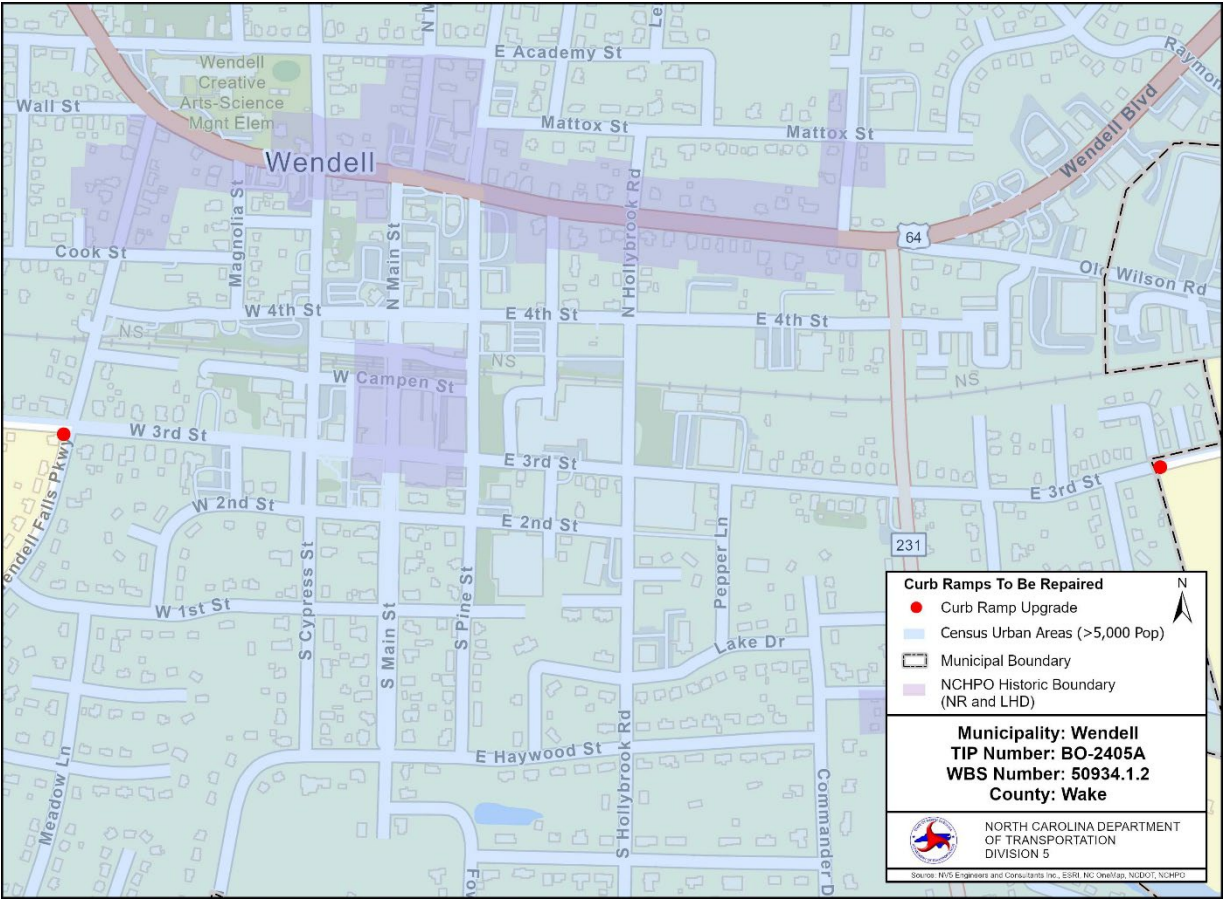 E Academy St
N M
Le
Raymon
Wendell
Creative
Arts-Science
Mgnt Elem
Wall St
Mattox St
Mattox St
Wendell Blvd
Wendell
Magnolia St
N Main St
N Hollybrook Rd
64
Cook St
Old Wilson Rd
W 4th St
E 4th St
E 4th St
NS
NS
NS
W Campen St
W 3rd St
E 3rd St
E 3rd St
Wendell Falls Pkwy
W 2nd St
E 2nd St
231
Pepper Ln
S Cypress St
S Pine St
W 1st St
S Main St
Lake Dr
E Haywood St
S Hollybrook Rd
Meadow Ln
Commander D
Fow
Curb Ramps To Be Repaired
N
Curb Ramp Upgrade
Census Urban Areas (>5,000 Pop)
Municipal Boundary
NCHPO Historic Boundary
(NR and LHD)
Municipality: Wendell
TIP Number: BO-2405A
WBS Number: 50934.1.2
County: Wake
NORTH CAROLINA DEPARTMENT
OF TRANSPORTATION
DIVISION 5
Source: NV5 Engineers and Consultants Inc., ESRI, NC OneMap, NCDOT, NCHPO